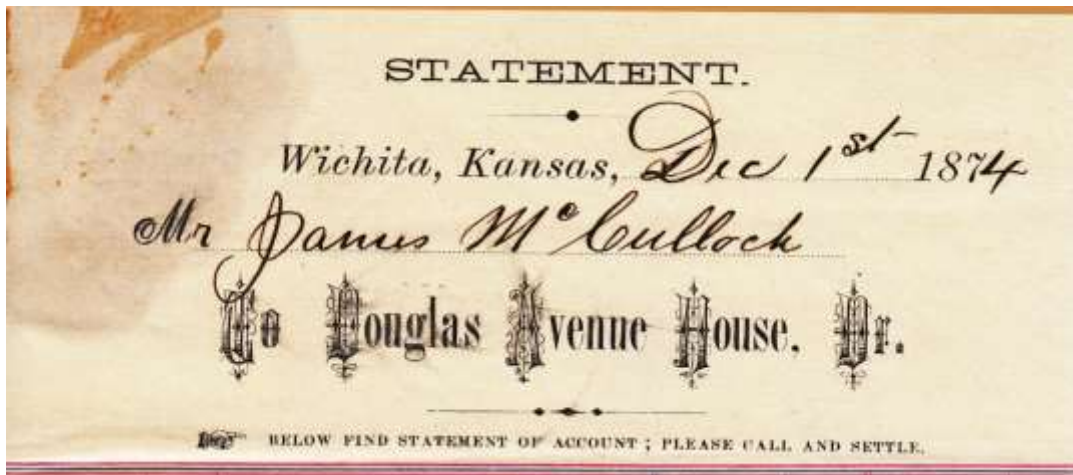 STATEMENT.
Wichita, Kansas, Dec 1st 1874
Mr James McCulloch
To Douglas Avenue House, Dr.
BELOW FIND STATEMENT OF ACCOUNT; PLEASE CALL AND SETTLE.